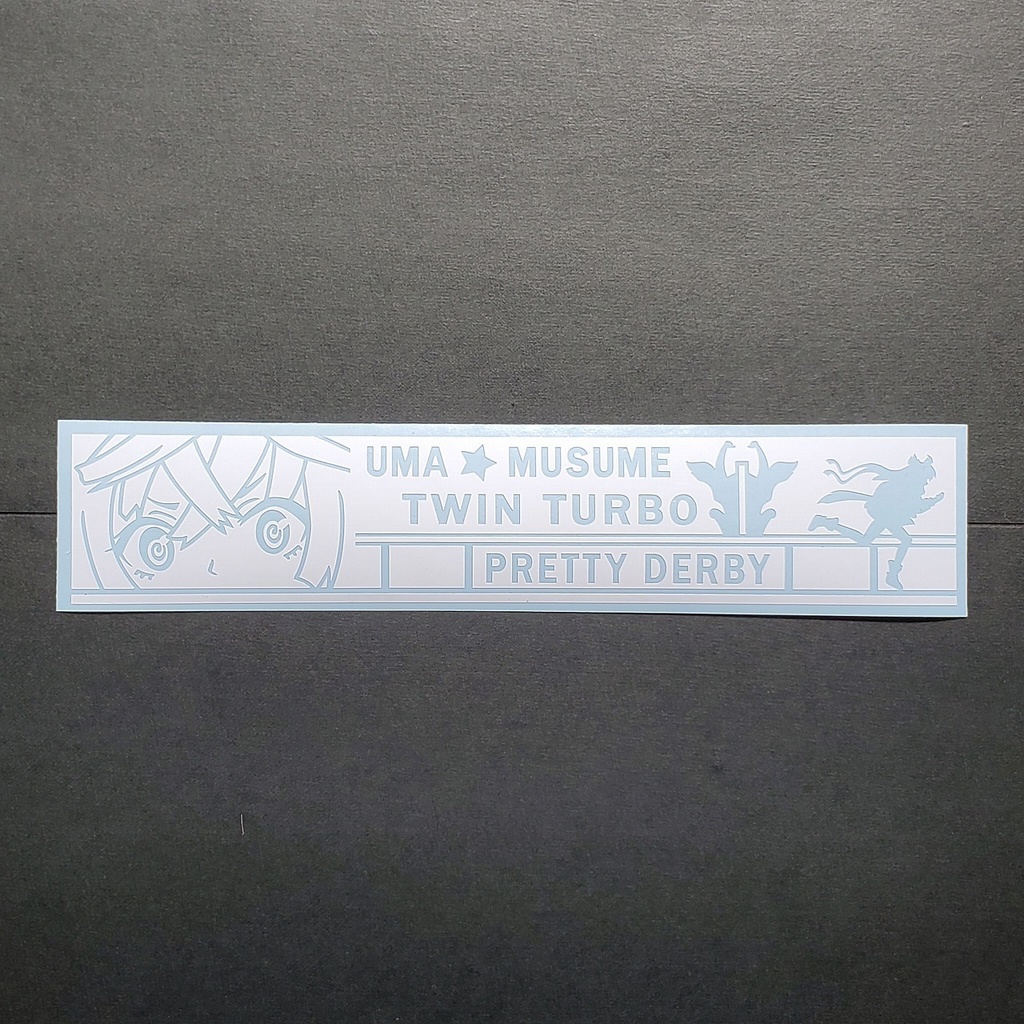 UMA ★ MUSUME
TWIN TURBO
PRETTY DERBY